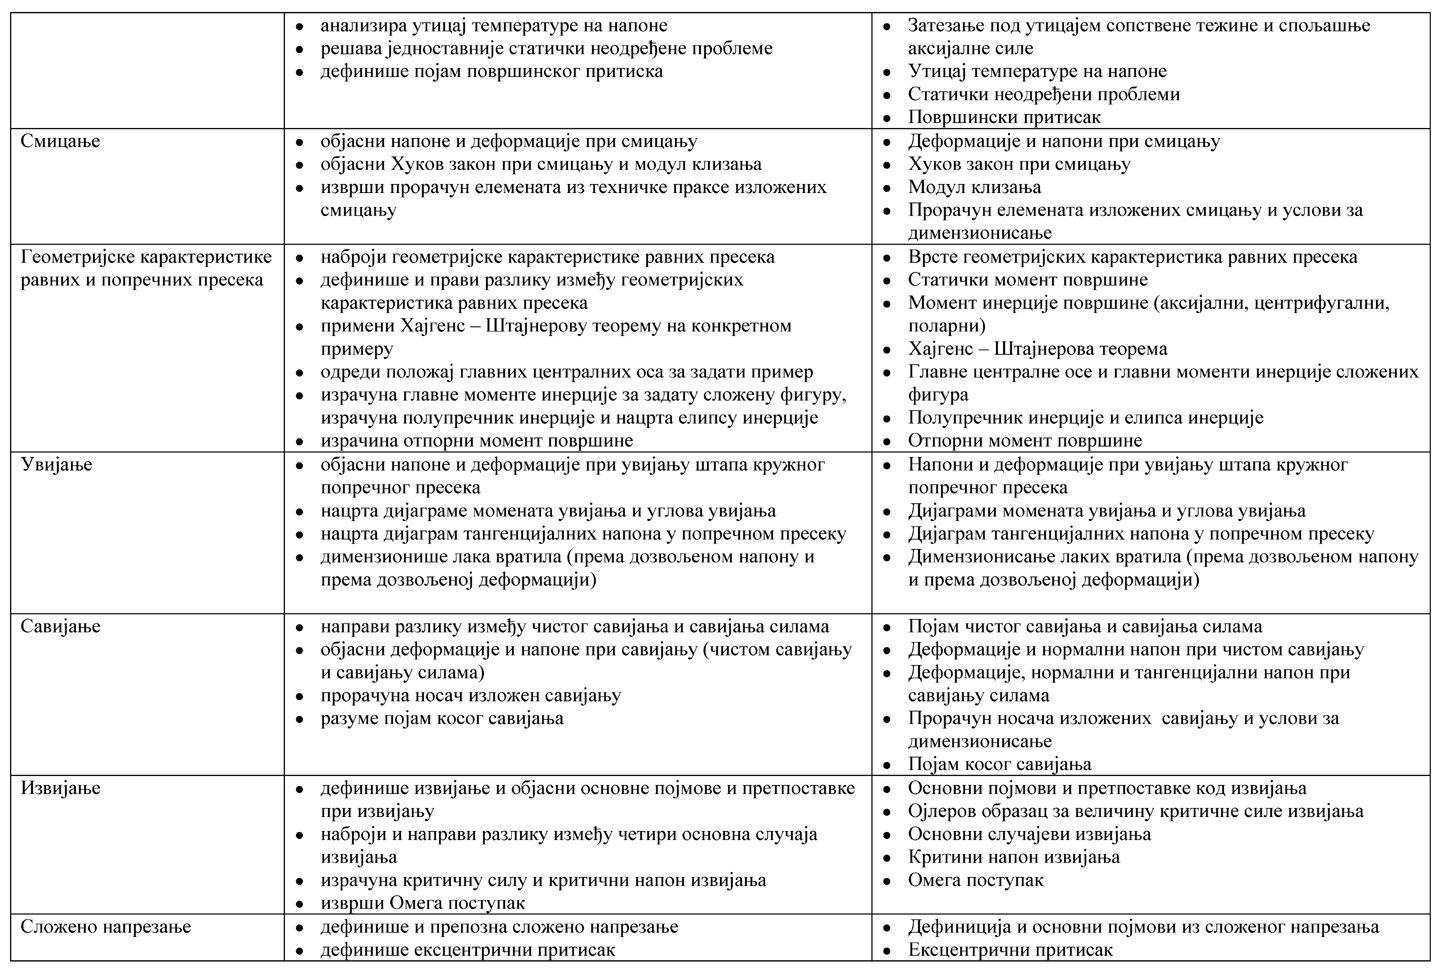 • анализира утицај температуре на напоне
• решава једноставније статички неодређене проблеме
• дефинише појам површинског притиска
• Затезање под утицајем сопствене тежине и спољашње
аксијалне силе
• Утицај температуре на напоне
• Статички неодређени проблеми
• Површински притисак
Смицање
• објасни напоне и деформације при смицању
• објасни Хуков закон при смицању и модул клизања
• изврши прорачун елемената из техничке праксе изложених
смицању
• Деформације и напони при смицању
• Хуков закон при смицању
• Модул клизања
• Прорачун елемената изложених смицању и услови за
димензионисање
Геометријске карактеристике
равних и попречних пресека
• наброји геометријске карактеристике равних пресека
• дефинише и прави разлику између геометријских
карактеристика равних пресека
• примени Хајгенс – Штајнерову теорему на конкретном
примеру
• одреди положај главних централних оса за задати пример
• израчуна главне моменте инерције за задату сложену фигуру,
израчуна полупречник инерције и нацрта елипсу инерције
• израчина отпорни момент површине
• Врсте геометријских карактеристика равних пресека
• Статички момент површине
• Момент инерције површине (аксијални, центрифугални,
поларни)
• Хајгенс – Штајнерова теорема
• Главне централне осе и главни моменти инерције сложених
фигура
• Полупречник инерције и елипса инерције
• Отпорни момент површине
Увијање
• објасни напоне и деформације при увијању штапа кружног
попречног пресека
• нацрта дијаграме момената увијања и углова увијања
• нацрта дијаграм тангенцијалних напона у попречном пресеку
• димензионише лака вратила (према дозвољеном напону и
према дозвољеној деформацији)
• Напони и деформације при увијању штапа кружног
попречног пресека
• Дијаграми момената увијања и углова увијања
• Дијаграм тангенцијалних напона у попречном пресеку
• Димензионисање лаких вратила (према дозвољеном напону
и према дозвољеној деформацији)
Савијање
• направи разлику између чистог савијања и савијања силама
• објасни деформације и напоне при савијању (чистом савијању
и савијању силама)
• прорачуна носач изложен савијању
• разуме појам косог савијања
• Појам чистог савијања и савијања силама
• Деформације и нормални напон при чистом савијању
• Деформације, нормални и тангенцијални напон при
савијању силама
• Прорачун носача изложених савијању и услови за
димензионисање
• Појам косог савијања
Извијање
• дефинише извијање и објасни основне појмове и претпоставке
при извијању
• наброји и направи разлику између четири основна случаја
извијања
• израчуна критичну силу и критични напон извијања
• изврши Омега поступак
• Основни појмови и претпоставке код извијања
• Ојлеров образац за величину критичне силе извијања
• Основни случајеви извијања
• Критини напон извијања
• Омега поступак
Сложено напрезање
• дефинише и препозна сложено напрезање
• дефинише ексцентрични притисак
• Дефиниција и основни појмови из сложеног напрезања
• Ексцентрични притисак